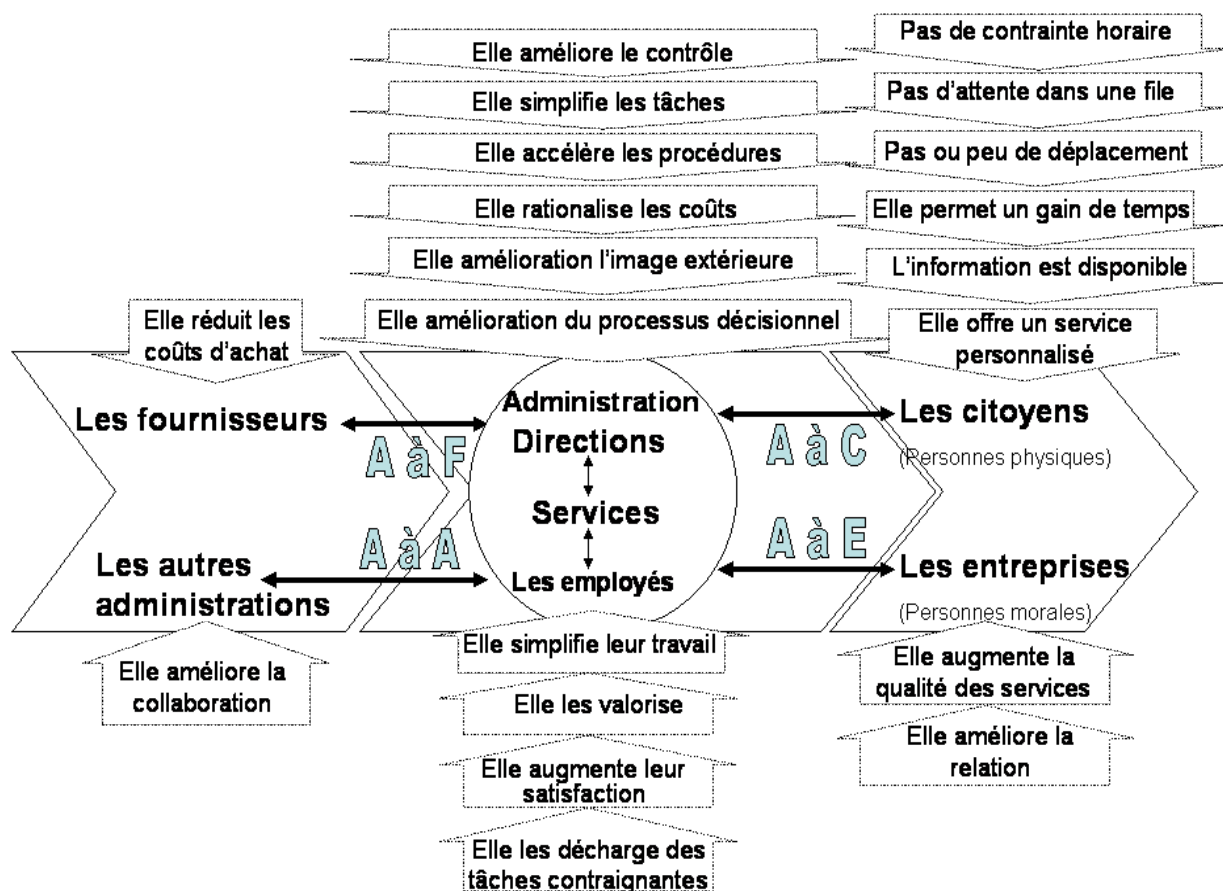 Elle améliore le contrôle
Elle simplifie les tâches
Elle accélère les procédures
Elle rationalise les coûts
Elle amélioration l'image extérieure
Elle amélioration du processus décisionnel
Pas de contrainte horaire
Pas d'attente dans une file
Pas ou peu de déplacement
Elle permet un gain de temps
L'information est disponible
Elle offre un service
personnalisé
Elle réduit les
coûts d'achat
Les fournisseurs
A à F
Administration
Directions
Services
Les employés
A à C
Les citoyens
(Personnes physiques)
A à A
Les autres
administrations
A à E
Les entreprises
(Personnes morales)
Elle améliore la
collaboration
Elle simplifie leur travail
Elle les valorise
Elle augmente leur
satisfaction
Elle les décharge des
tâches contraignantes
Elle augmente la
qualité des services
Elle améliore la
relation